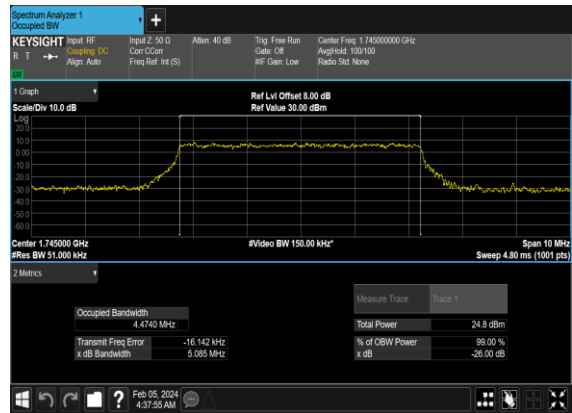 Spectrum Analyzer 1
Occupied BW
KEYSIGHT Input: RF Input Z: 50 Ω Atten: 40 dB Trig: Free Run Center Freq: 1.745000000 GHz
R T Coupling: DC Corr CCorr Gate: Off Avg|Hold: 100/100
Align: Auto Freq Ref: Int (S) #IF Gain: Low Radio Std: None
LW
1 Graph
Ref Lvl Offset 8.00 dB
Scale/Div 10.0 dB Ref Value 30.00 dBm
Log
20.0
10.0
0.00
-10.0
-20.0
-30.0
-40.0
-50.0
-60.0
Center 1.745000 GHz #Video BW 150.00 kHz* Span 10 MHz
#Res BW 51.000 kHz Sweep 4.80 ms (1001 pts)
2 Metrics
Measure Trace Trace 1
Occupied Bandwidth
4.4740 MHz Total Power 24.8 dBm
Transmit Freq Error -16.142 kHz % of OBW Power 99.00 %
x dB Bandwidth 5.085 MHz x dB -26.00 dB
Feb 05, 2024
4:37:55 AM